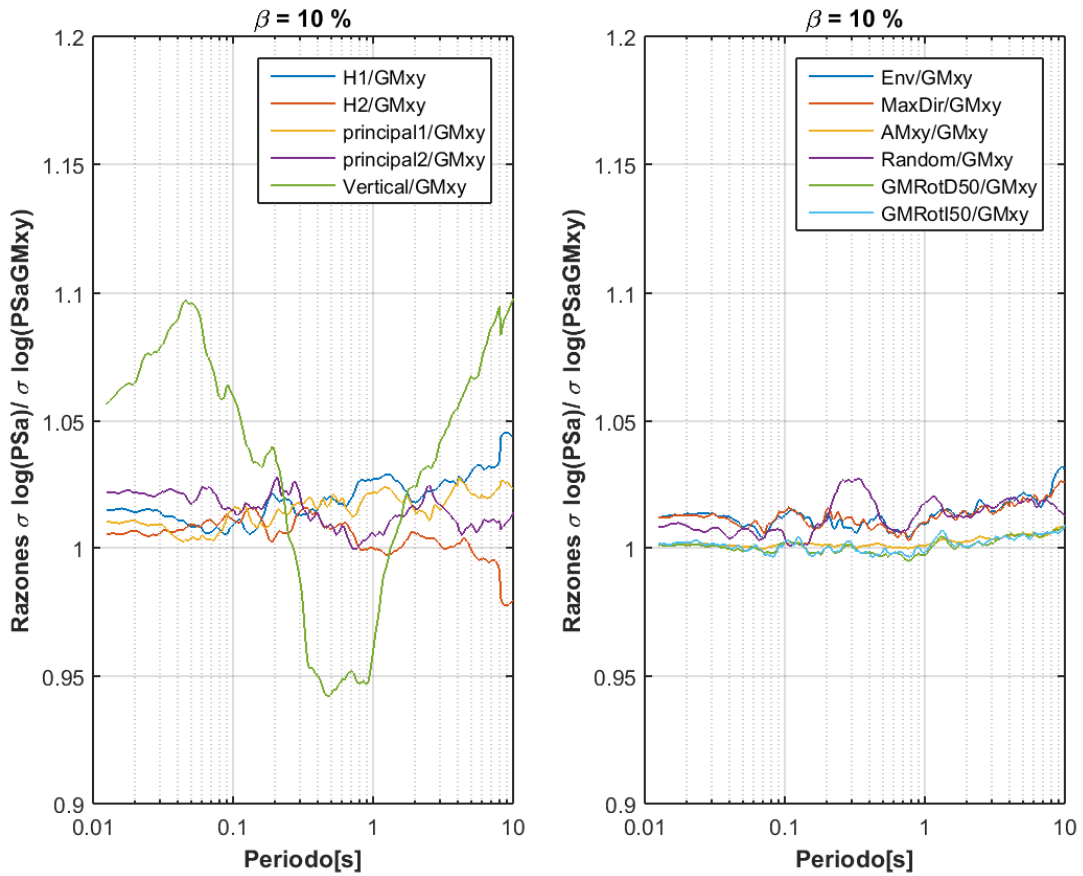 β = 10 %
Razones σ log(PSa)/ σ log(PSaGMxy)
1.2
1.15
1.1
1.05
1
0.95
0.9
H1/GMxy
H2/GMxy
principal1/GMxy
principal2/GMxy
Vertical/GMxy
0.01
0.1
1
10
Periodo[s]
β = 10 %
Razones σ log(PSa)/ σ log(PSaGMxy)
1.2
1.15
1.1
1.05
1
0.95
0.9
Env/GMxy
MaxDir/GMxy
AMxy/GMxy
Random/GMxy
GMRotD50/GMxy
GMRotI50/GMxy
0.01
0.1
1
10
Periodo[s]